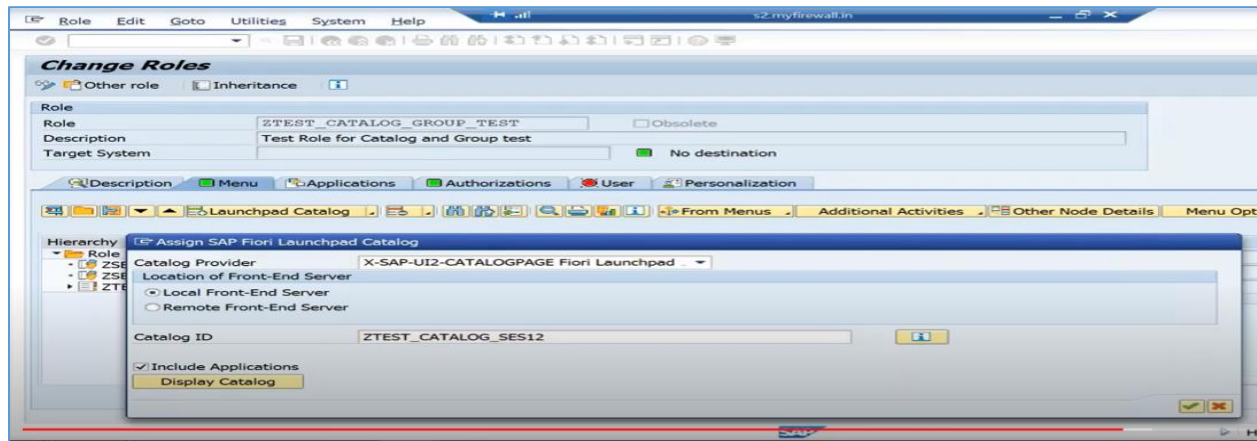 s2.myfirewall.in
Role Edit Goto Utilities System Help
Change Roles
Other role Inheritance
Role
Role ZTEST_CATALOG_GROUP_TEST Obsolete
Description Test Role for Catalog and Group test
Target System No destination
Description Menu Applications Authorizations User Personalization
Launchpad Catalog From Menus Additional Activities Other Node Details Menu Opt
Hierarchy
Role
ZSE
ZSE
ZTE
Assign SAP Fiori Launchpad Catalog
Catalog Provider X-SAP-UI2-CATALOGPAGE Fiori Launchpad
Location of Front-End Server
Local Front-End Server
Remote Front-End Server
Catalog ID ZTEST_CATALOG_SES12
Include Applications
Display Catalog
SAP